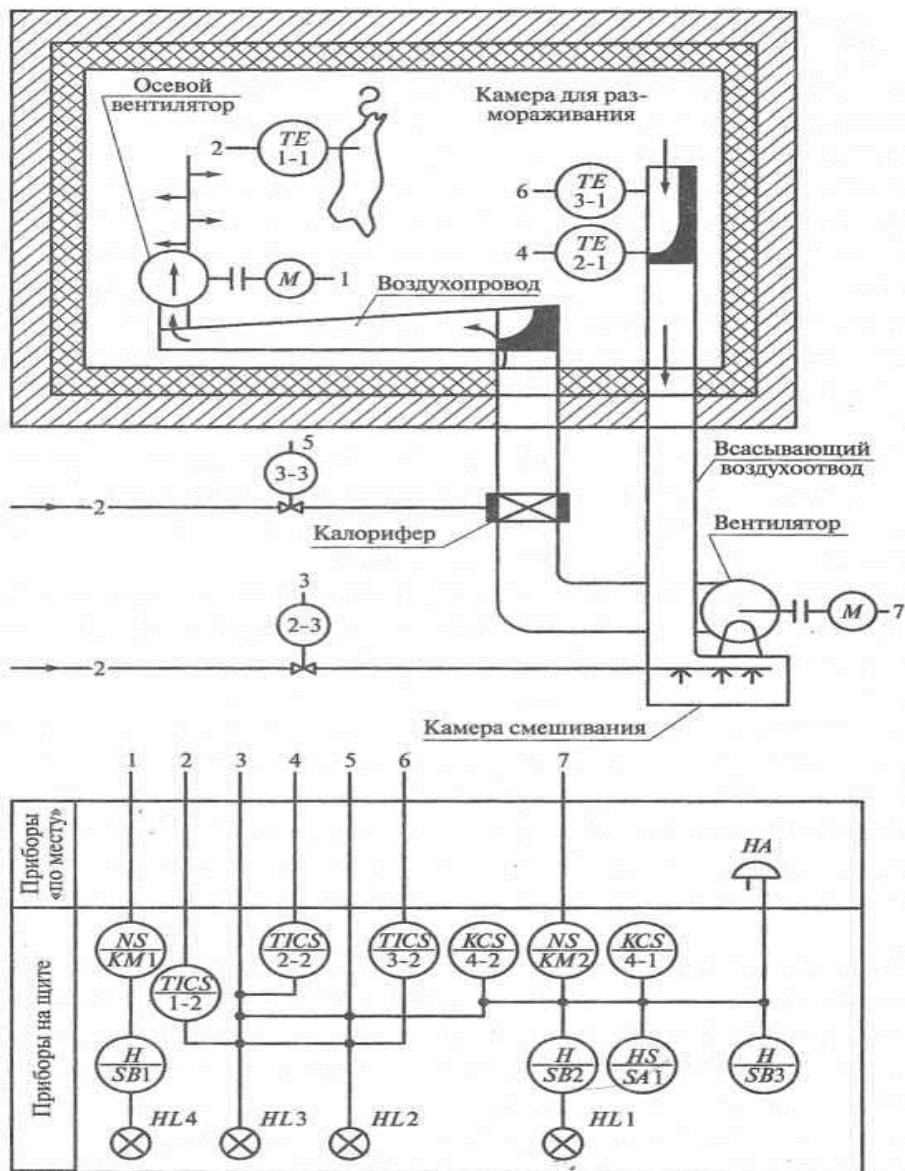 Осевой
вентилятор
Камера для раз-
мораживания
2
TE
1-1
6
TE
3-1
4
TE
2-1
M
1
Воздухопровод
5
3-3
2
Калорифер
Всасывающий
воздухоотвод
Вентилятор
3
2-3
M
7
2
Камера смешивания
1 2 3 4 5 6 7
Приборы
«по месту»
HA
Приборы на щите
NS
KM1
TICS
1-2
TICS
2-2
TICS
3-2
KCS
4-2
NS
KM2
KCS
4-1
H
SB1
H
SB2
HS
SA1
H
SB3
HL4
HL3
HL2
HL1